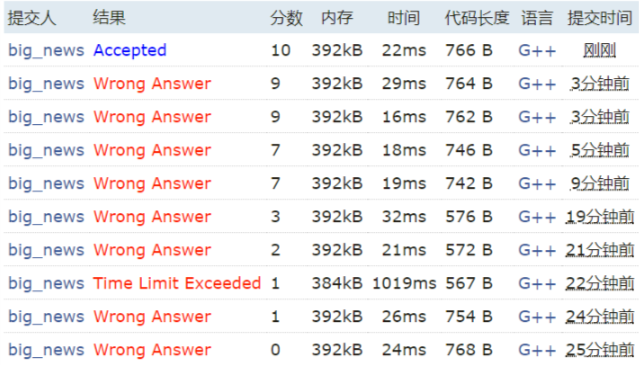 提交人 结果 分数 内存 时间 代码长度 语言 提交时间
big_news Accepted 10 392kB 22ms 766 B G++ 刚刚
big_news Wrong Answer 9 392kB 29ms 764 B G++ 3分钟前
big_news Wrong Answer 9 392kB 16ms 762 B G++ 3分钟前
big_news Wrong Answer 7 392kB 18ms 746 B G++ 5分钟前
big_news Wrong Answer 7 392kB 19ms 742 B G++ 9分钟前
big_news Wrong Answer 3 392kB 32ms 576 B G++ 19分钟前
big_news Wrong Answer 2 392kB 21ms 572 B G++ 21分钟前
big_news Time Limit Exceeded 1 384kB 1019ms 567 B G++ 22分钟前
big_news Wrong Answer 1 392kB 26ms 754 B G++ 24分钟前
big_news Wrong Answer 0 392kB 24ms 768 B G++ 25分钟前